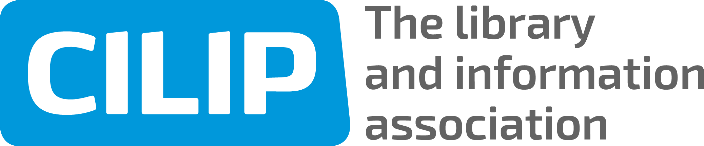 CILIP
The library
and information
association